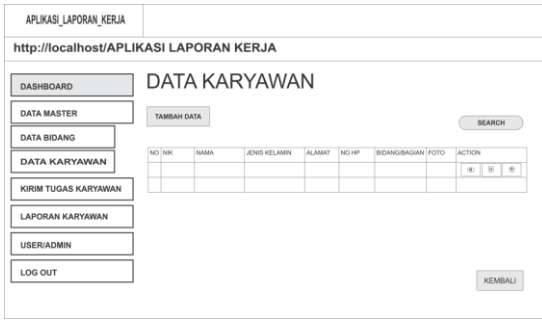 APLIKASI_LAPORAN_KERJA
http://localhost/APLIKASI LAPORAN KERJA
DASHBOARD
DATA MASTER
DATA BIDANG
DATA KARYAWAN
KIRIM TUGAS KARYAWAN
LAPORAN KARYAWAN
USER/ADMIN
LOG OUT
DATA KARYAWAN
TAMBAH DATA
SEARCH
NO NIK NAMA JENIS KELAMIN ALAMAT NO HP BIDANG/BAGIAN FOTO ACTION
KEMBALI